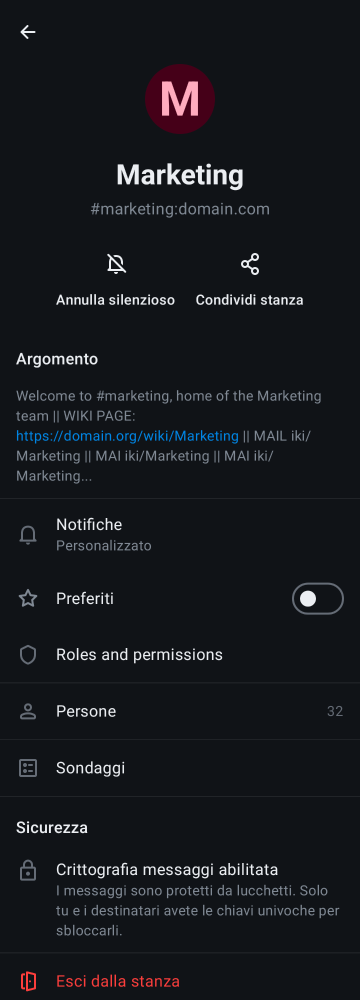 M
Marketing
#marketing:domain.com
Annulla silenzioso Condividi stanza
Argomento
Welcome to #marketing, home of the Marketing
team || WIKI PAGE:
https://domain.org/wiki/Marketing || MAIL iki/
Marketing || MAI iki/Marketing || MAI iki/
Marketing...
Notifiche
Personalizzato
Preferiti
Roles and permissions
Persone 32
Sondaggi
Sicurezza
Crittografia messaggi abilitata
I messaggi sono protetti da lucchetti. Solo
tu e i destinatari avete le chiavi univoche per
sbloccarli.
Esci dalla stanza